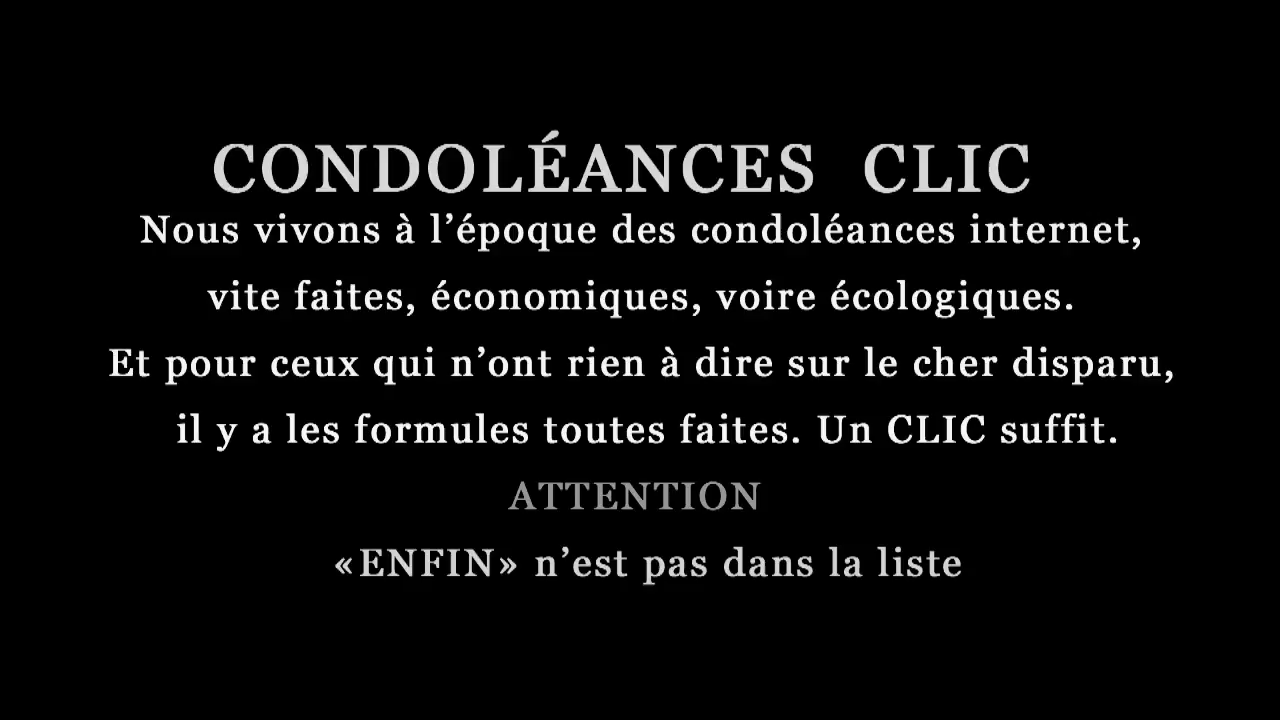 CONDOLÉANCES CLIC
Nous vivons à l’époque des condoléances internet,
vite faites, économiques, voire écologiques.
Et pour ceux qui n’ont rien à dire sur le cher disparu,
il y a les formules toutes faites. Un CLIC suffit.
ATTENTION
«ENFIN» n’est pas dans la liste